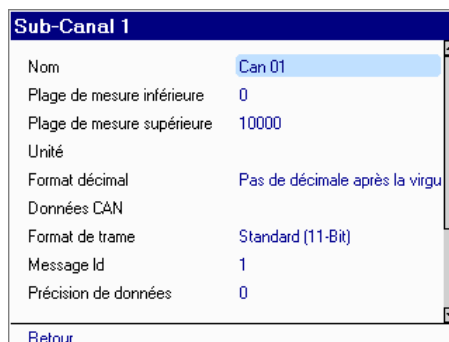 Sub-Canal 1
Nom Can 01
Plage de mesure inférieure 0
Plage de mesure supérieure 10000
Unité
Format décimal Pas de décimale après la virgu
Données CAN
Format de trame Standard (11-Bit)
Message Id 1
Précision de données 0
Retour